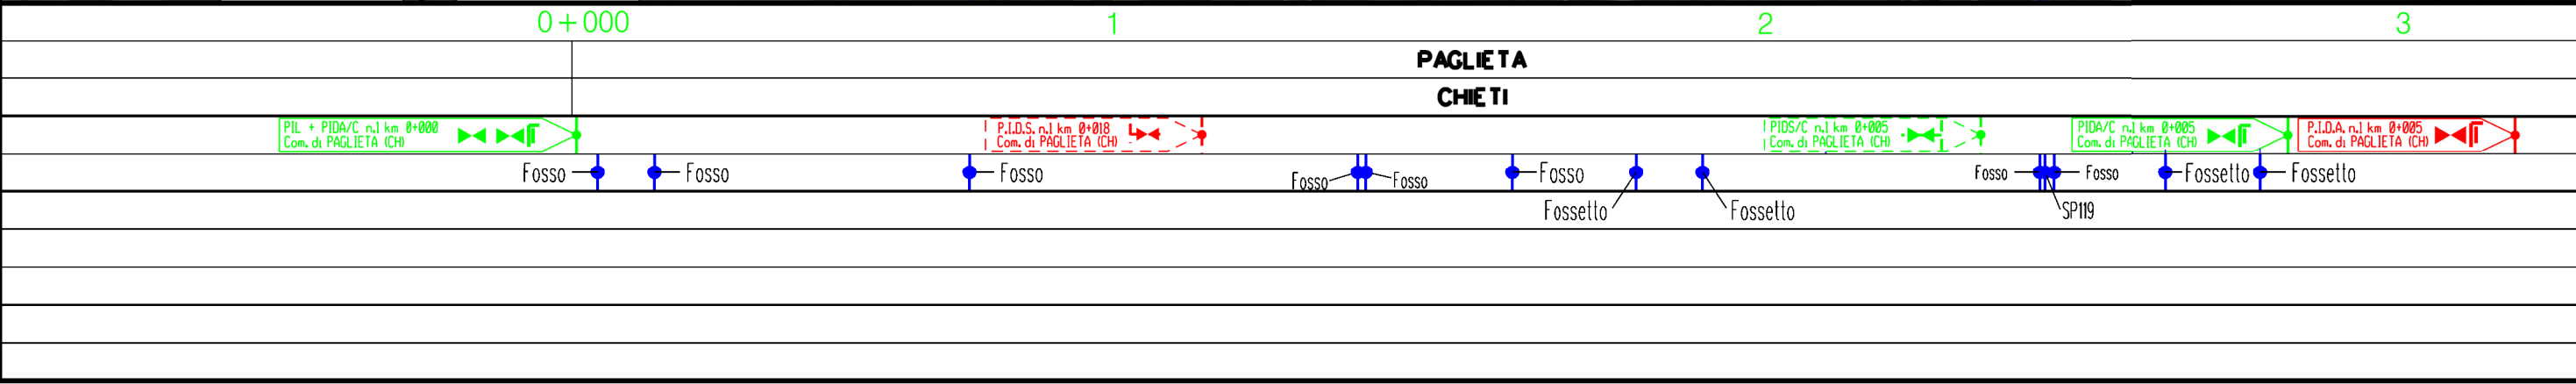 0+000 1 2 3
PAGLIETA
CHIETI
PIL + PIDA/C n.1 km 0+000
Com. di PAGLIETA (CH)
P.I.D.S. n.1 km 0+018
Com. di PAGLIETA (CH)
PIDS/C n.1 km 0+005
Com. di PAGLIETA (CH)
PIDA/C n.1 km 0+005
Com. di PAGLIETA (CH)
P.I.D.A. n.1 km 0+005
Com. di PAGLIETA (CH)
Fosso Fosso Fosso Fosso Fosso Fosso Fosso Fosso Fossetto Fossetto
Fossetto Fossetto SP119